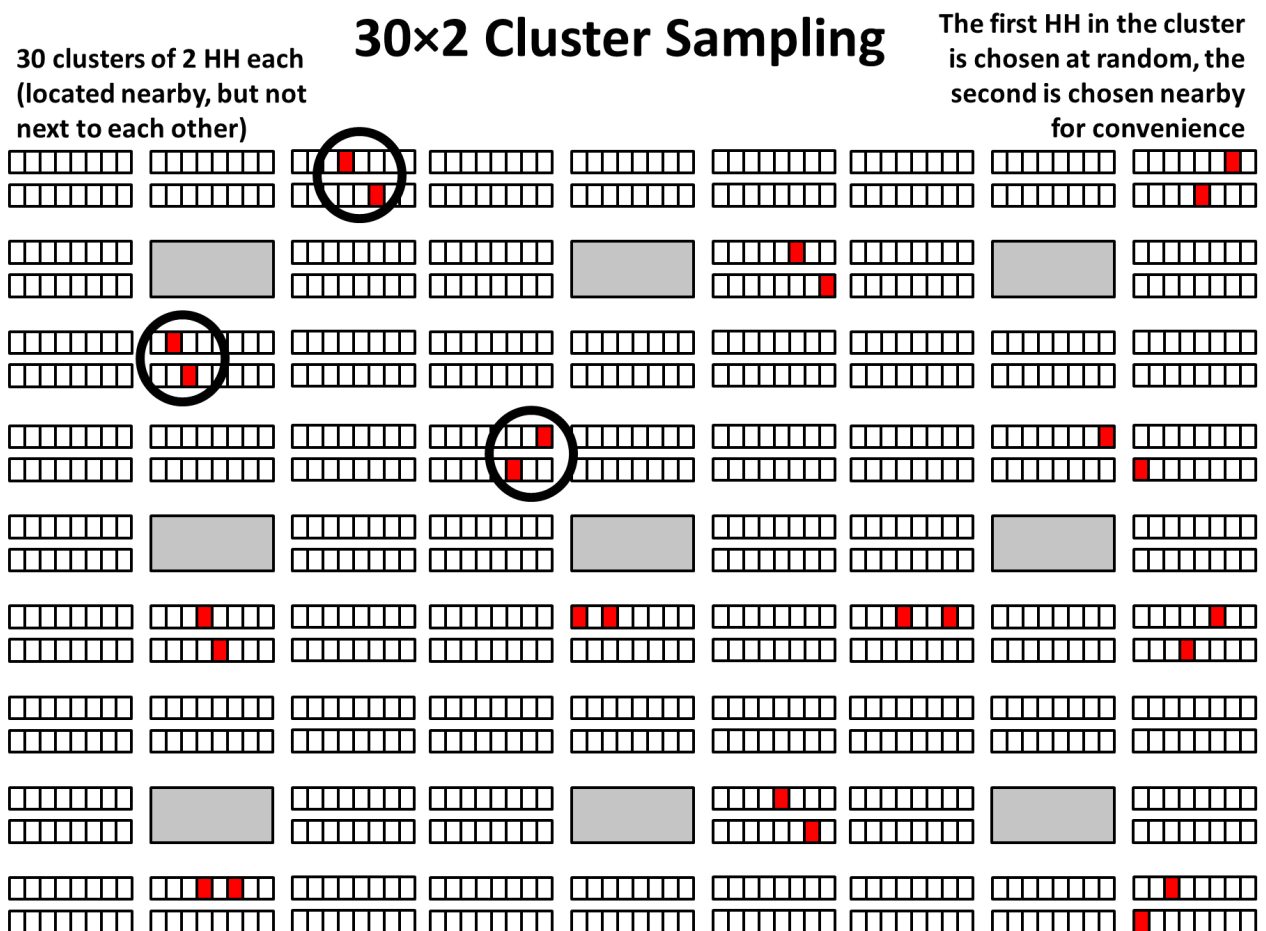 30×2 Cluster Sampling
30 clusters of 2 HH each
(located nearby, but not
next to each other)
The first HH in the cluster
is chosen at random, the
second is chosen nearby
for convenience